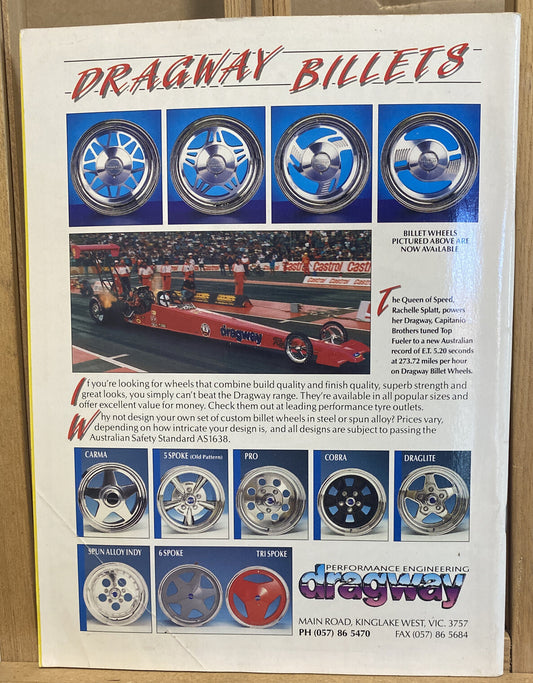 DRAGWAY BILLETS
BILLET WHEELS
PICTURED ABOVE ARE
NOW AVAILABLE
Castrol Castrol Castrol
dragway
The Queen of Speed,
Rachelle Splatt, powers
her Dragway, Capitanio
Brothers tuned Top
Fueler to a new Australian
record of E.T. 5.20 seconds
at 273.72 miles per hour
on Dragway Billet Wheels.
If you're looking for wheels that combine build quality and finish quality, superb strength and
great looks, you simply can't beat the Dragway range. They're available in all popular sizes and
offer excellent value for money. Check them out at leading performance tyre outlets.
Why not design your own set of custom billet wheels in steel or spun alloy? Prices vary,
depending on how intricate your design is, and all designs are subject to passing the
Australian Safety Standard AS1638.
CARMA 5 SPOKE (Old Pattern) PRO COBRA DRAGLITE
SPUN ALLOY INDY 6 SPOKE TRI SPOKE
PERFORMANCE ENGINEERING
dragway
MAIN ROAD, KINGLAKE WEST, VIC. 3757
PH (057) 86 5470 FAX (057) 86 5684